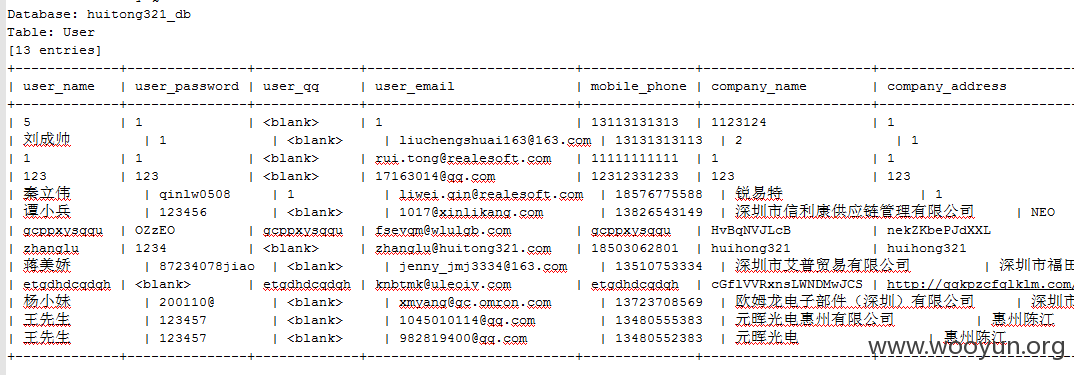 Database: huitong321_db
Table: User
[13 entries]
| user_name | user_password | user_qq | user_email | mobile_phone | company_name | company_address
| 5 | 1 | <blank> | 1 | 13113131313 | 1123124 | 1
| 刘成帅 | 1 | <blank> | liuchengshuai163@163.com | 13131313113 | 2 | 1
| 1 | 1 | <blank> | rui.tong@realesoft.com | 11111111111 | 1 | 1
| 123 | 123 | <blank> | 17163014@qq.com | 12312331233 | 123 | 123
| 秦立伟 | qinlw0508 | 1 | liwei.qin@realesoft.com | 18576775588 | 锐易特 | 1
| 谭小兵 | 123456 | <blank> | 1017@xinlikang.com | 13826543149 | 深圳市信利康供应链管理有限公司 | NEO
| gcppxysqqu | OZzEO | gcppxysqqu | fsevqm@wlulgb.com | gcppxysqqu | HvBqNVJLcB | nek2KbePJdXXL
| zhanglu | 1234 | <blank> | zhanglu@huitong321.com | 18503062801 | huihong321 | huihong321
| 蒋美娇 | 87234078jiao | <blank> | jenny_jmj3334@163.com | 13510753334 | 深圳市艾普贸易有限公司 | 深圳市福田
| etgdhdcqdqh | <blank> | etgdhdcqdqh | knbtmk@uleoiv.com | etgdhdcqdqh | cGflVVRxnsLWNDMwJCS | http://qqkpzcfqlklm.com/
| 杨小妹 | 200110@ | <blank> | xmyang@gc.omron.com | 13723708569 | 欧姆龙电子部件（深圳）有限公司 | 深圳市
| 王先生 | 123457 | <blank> | 1045010114@qq.com | 13480555383 | 元晖光电惠州有限公司 | 惠州陈江
| 王先生 | 123457 | <blank> | 982819400@qq.com | 13480552383 | 元晖光电 | 惠州陈江
www.wooyun.org